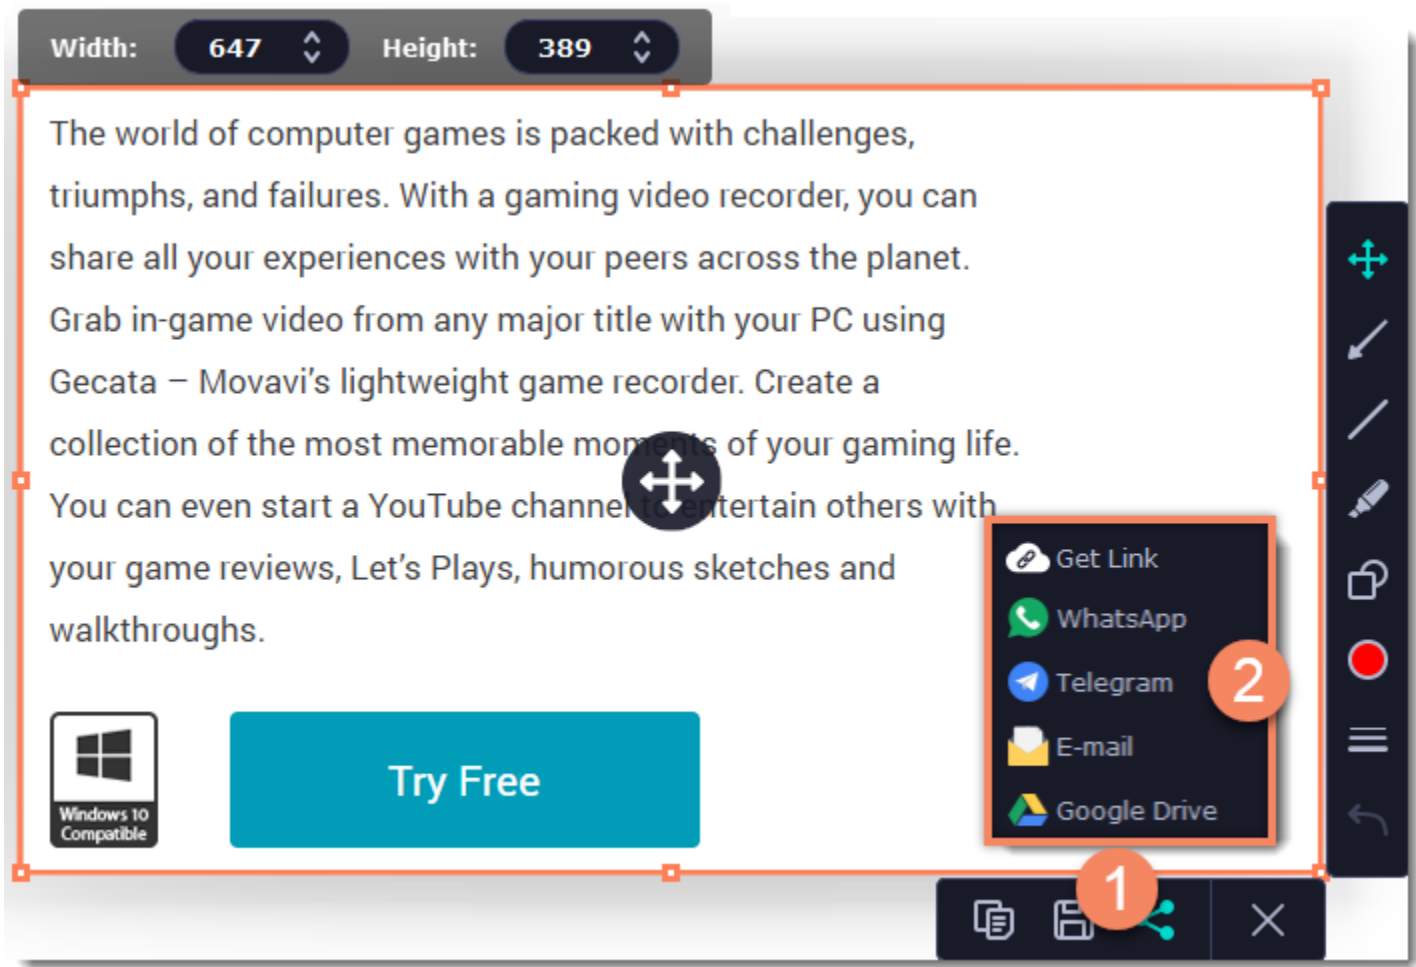 Width: 647 Height: 389
The world of computer games is packed with challenges,
triumphs, and failures. With a gaming video recorder, you can
share all your experiences with your peers across the planet.
Grab in-game video from any major title with your PC using
Gecata – Movavi’s lightweight game recorder. Create a
collection of the most memorable moments of your gaming life.
You can even start a YouTube channel to entertain others with
your game reviews, Let’s Plays, humorous sketches and
walkthroughs.
Get Link
WhatsApp
Telegram
2
E-mail
Google Drive
Windows 10
Compatible
Try Free
1